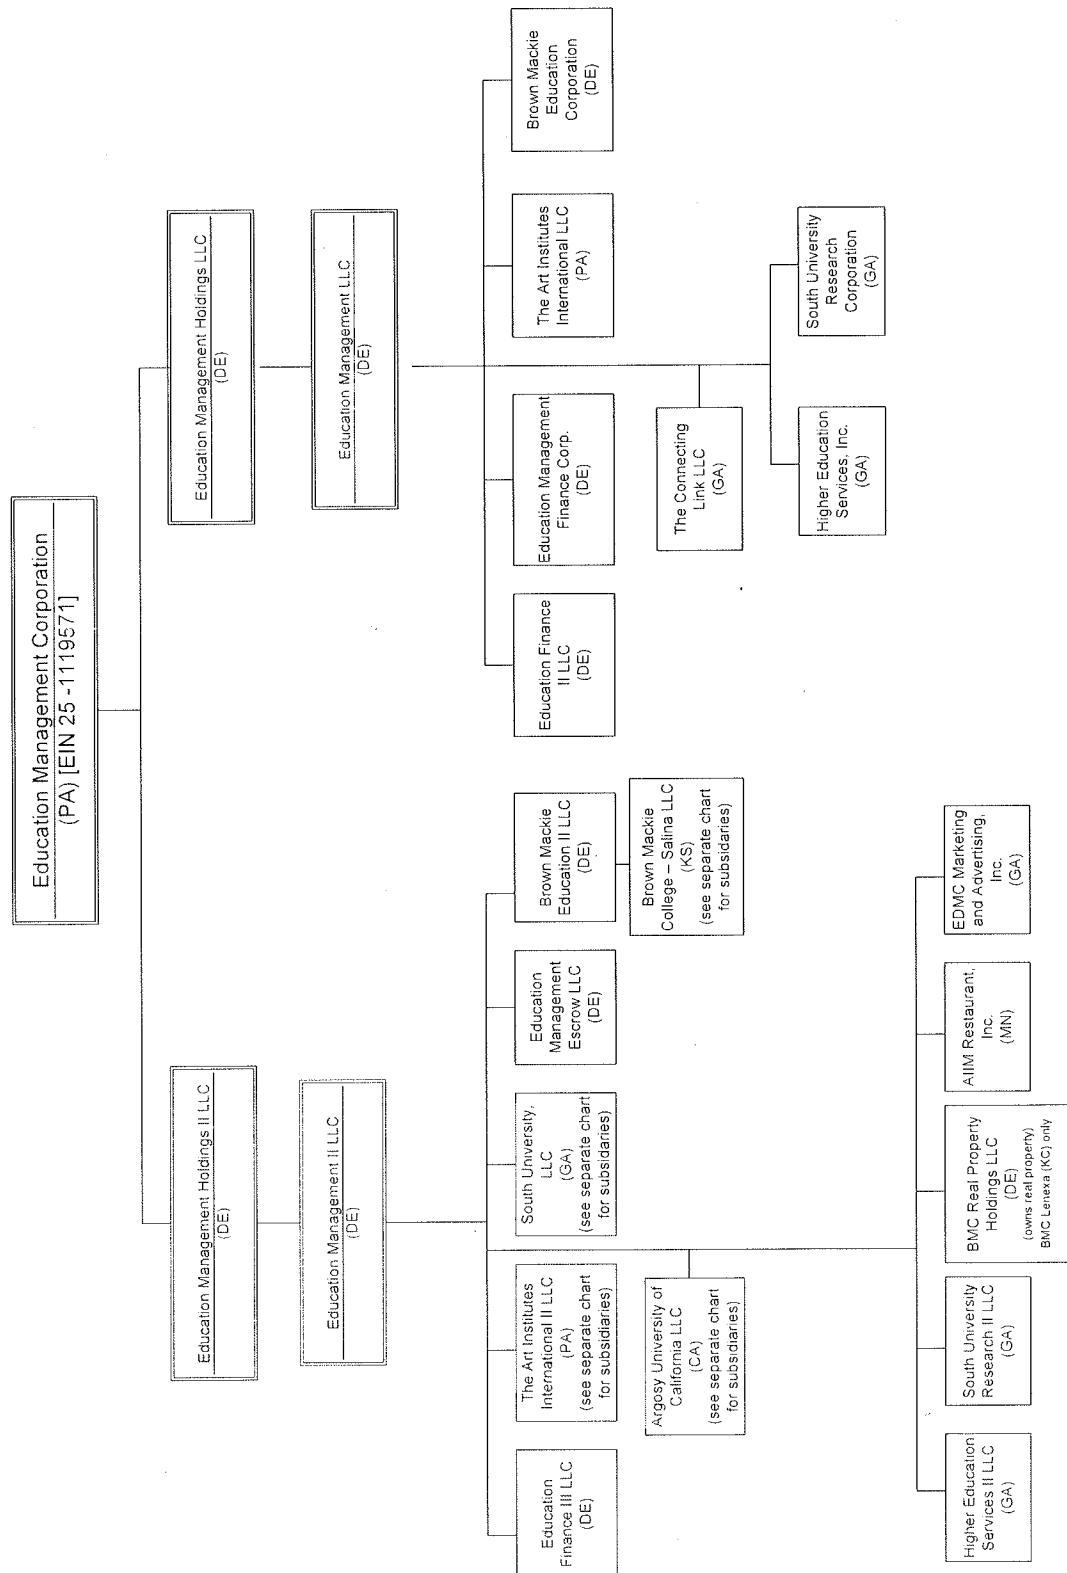 Education Management Corporation
(PA) [EIN 25 -1119571]
Education Management Holdings II LLC
(DE)
Education Management Holdings LLC
(DE)
Education Management II LLC
(DE)
Education Management LLC
(DE)
Education
Finance III LLC
(DE)
The Art Institutes
International II LLC
(PA)
(see separate chart
for subsidiaries)
South University,
LLC
(GA)
(see separate chart
for subsidiaries)
Education
Management
Escrow LLC
(DE)
Brown Mackie
Education II LLC
(DE)
Education Finance
II LLC
(DE)
Education Management
Finance Corp.
(DE)
The Art Institutes
International LLC
(PA)
Brown Mackie
Education
Corporation
(DE)
Argosy University of
California LLC
(CA)
(see separate chart
for subsidiaries)
Brown Mackie
College – Salina LLC
(KS)
(see separate chart
for subsidiaries)
The Connecting
Link LLC
(GA)
Higher Education
Services, Inc.
(GA)
South University
Research
Corporation
(GA)
Higher Education
Services II LLC
(GA)
South University
Research II LLC
(GA)
BMC Real Property
Holdings LLC
(DE)
(owns real property)
BMC Lenexa (KC) only
AIIM Restaurant,
Inc.
(MN)
EDMC Marketing
and Advertising,
Inc.
(GA)